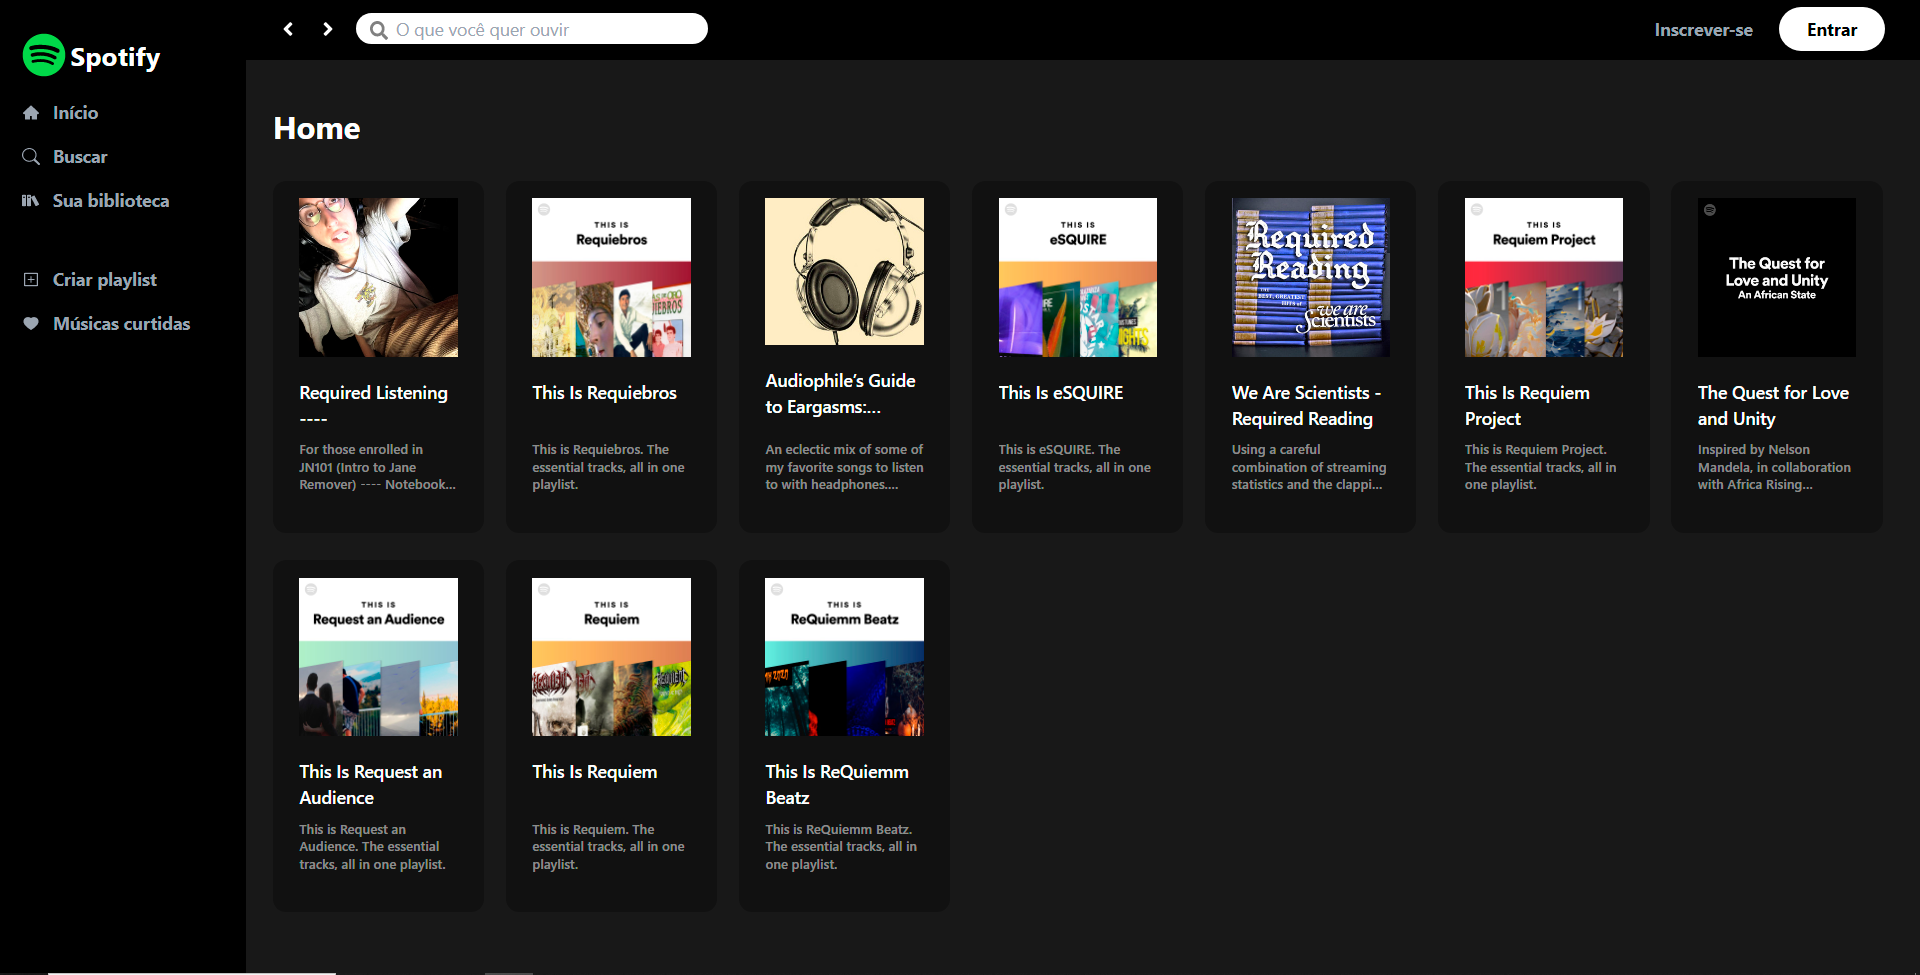 Spotify
O que você quer ouvir
Inscrever-se
Entrar
Início
Buscar
Sua biblioteca
Criar playlist
Músicas curtidas
Home
Required Listening
----
For those enrolled in
JN101 (Intro to Jane
Remover) ---- Notebook...
THIS IS
Requiebros
This Is Requiebros
This is Requiebros. The
essential tracks, all in one
playlist.
Audiophile’s Guide
to Eargasms:...
An eclectic mix of some of
my favorite songs to listen
to with headphones....
THIS IS
eSQUIRE
This Is eSQUIRE
This is eSQUIRE. The
essential tracks, all in one
playlist.
Required
Reading
THE
BEST, GREATEST
HITS of
we are
Scientists
We Are Scientists -
Required Reading
Using a careful
combination of streaming
statistics and the clappi...
THIS IS
Requiem Project
This Is Requiem
Project
This is Requiem Project.
The essential tracks, all in
one playlist.
The Quest for
Love and Unity
An African State
The Quest for Love
and Unity
Inspired by Nelson
Mandela, in collaboration
with Africa Rising...
THIS IS
Request an Audience
This Is Request an
Audience
This is Request an
Audience. The essential
tracks, all in one playlist.
THIS IS
Requiem
This Is Requiem
This is Requiem. The
essential tracks, all in one
playlist.
THIS IS
ReQuiemm Beatz
This Is ReQuiemm
Beatz
This is ReQuiemm Beatz.
The essential tracks, all in
one playlist.